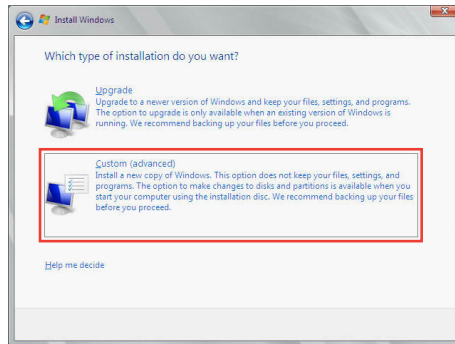 Install Windows
Which type of installation do you want?
Upgrade
Upgrade to a newer version of Windows and keep your files, settings, and programs.
The option to upgrade is only available when an existing version of Windows is
running. We recommend backing up your files before you proceed.
Custom (advanced)
Install a new copy of Windows. This option does not keep your files, settings, and
programs. The option to make changes to disks and partitions is available when you
start your computer using the installation disc. We recommend backing up your files
before you proceed.
Help me decide